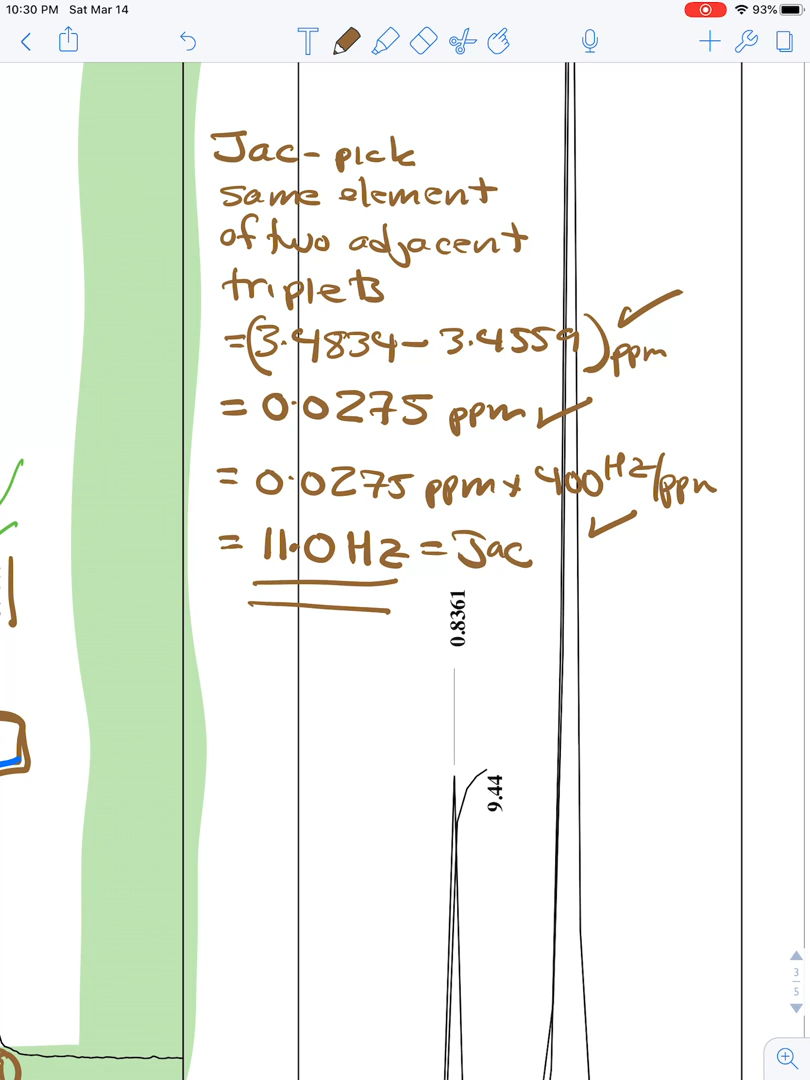 10:30 PM Sat Mar 14
93%
T
Jac - pick
same element
of two adjacent
triplets
= (3.4834 - 3.4559) ppm
= 0.0275 ppm
= 0.0275 ppm x 400 Hz/ppm
= 11.0 Hz = Jac
0.8361
9.44
3
5